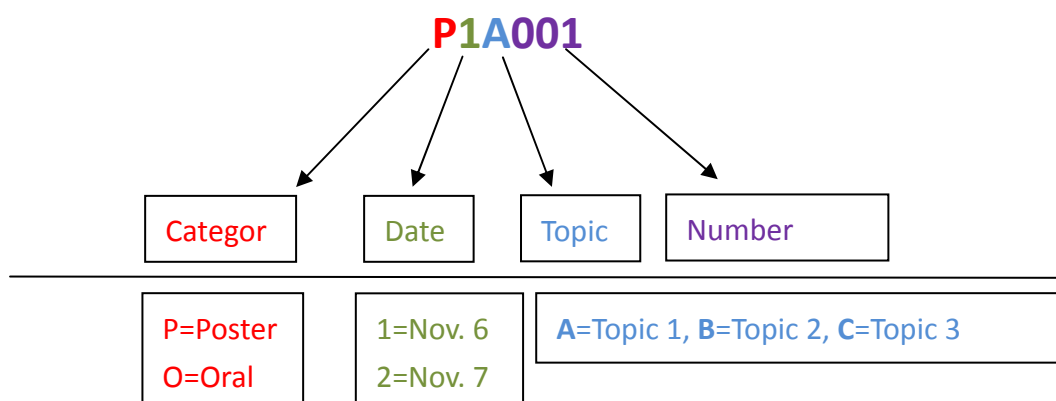 P1A001
Categor
Date
Topic
Number
P=Poster
O=Oral
1=Nov. 6
2=Nov. 7
A=Topic 1, B=Topic 2, C=Topic 3